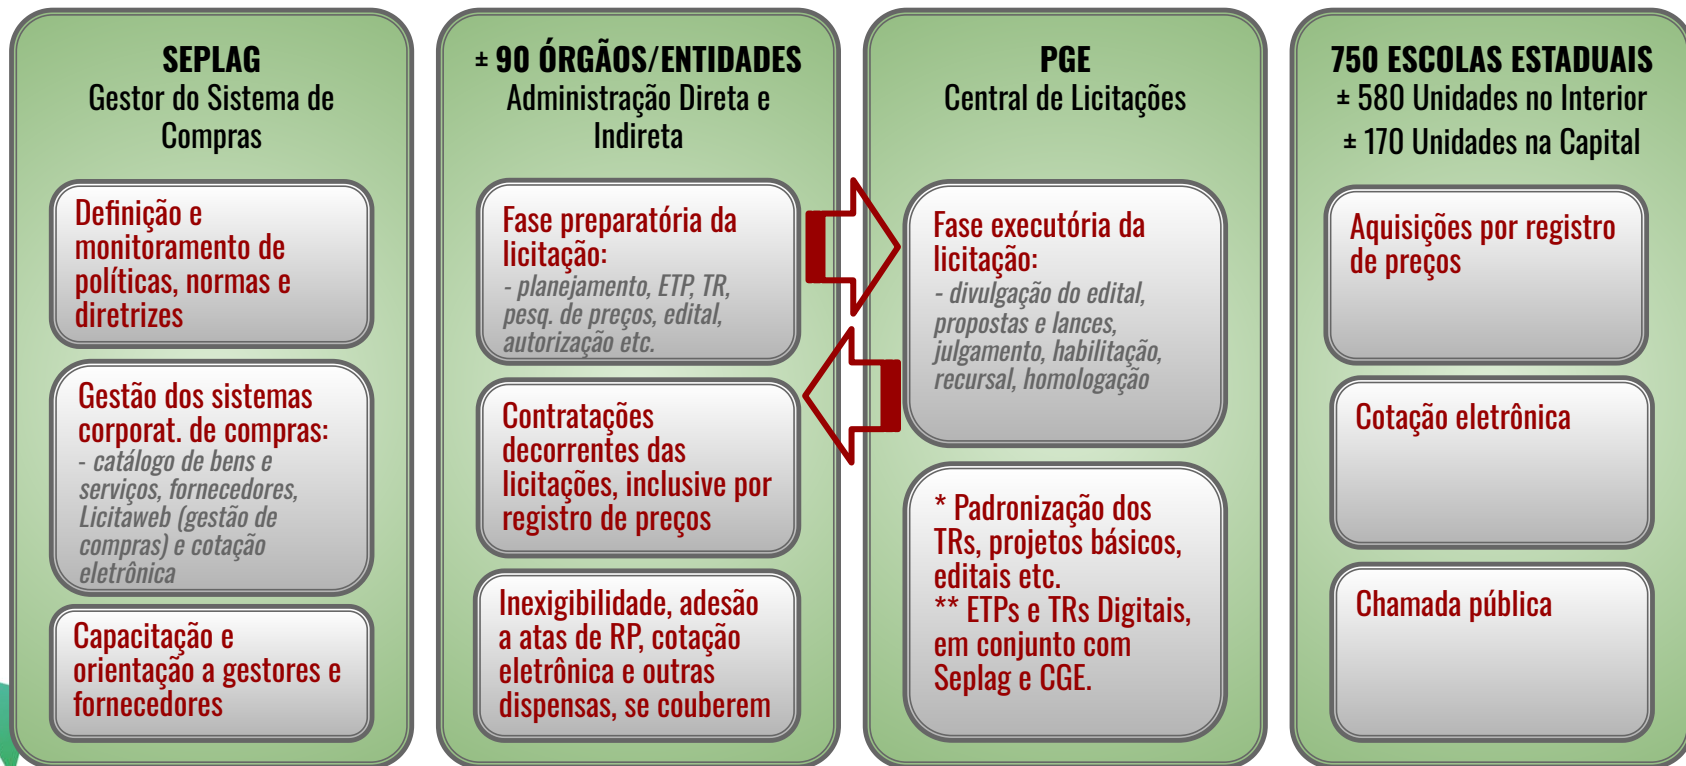 SEPLAG
Gestor do Sistema de
Compras
Definição e
monitoramento de
políticas, normas e
diretrizes
Gestão dos sistemas
corporat. de compras:
- catálogo de bens e
serviços, fornecedores,
Licitaweb (gestão de
compras) e cotação
eletrônica
Capacitação e
orientação a gestores e
fornecedores
± 90 ÓRGÃOS/ENTIDADES
Administração Direta e
Indireta
Fase preparatória da
licitação:
- planejamento, ETP, TR,
pesq. de preços, edital,
autorização etc.
Contratações
decorrentes das
licitações, inclusive por
registro de preços
Inexigibilidade, adesão
a atas de RP, cotação
eletrônica e outras
dispensas, se couberem
PGE
Central de Licitações
Fase executória da
licitação:
- divulgação do edital,
propostas e lances,
julgamento, habilitação,
recursal, homologação
* Padronização dos
TRs, projetos básicos,
editais etc.
** ETPs e TRs Digitais,
em conjunto com
Seplag e CGE.
750 ESCOLAS ESTADUAIS
± 580 Unidades no Interior
± 170 Unidades na Capital
Aquisições por registro
de preços
Cotação eletrônica
Chamada pública